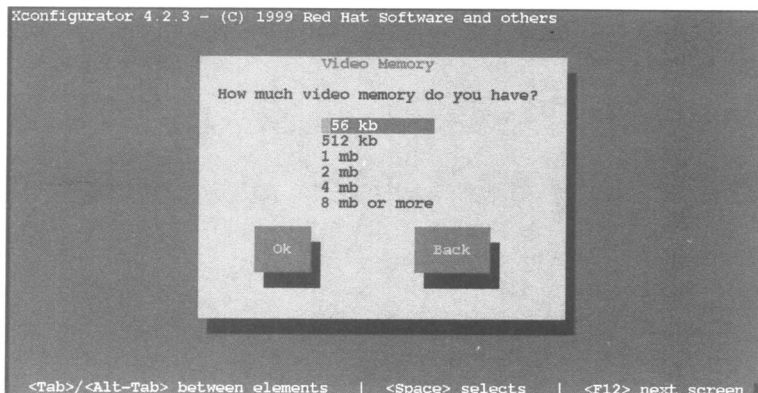 Xconfigurator 4.2.3 - (C) 1999 Red Hat Software and others
Video Memory
How much video memory do you have?
56 kb
512 kb
1 mb
2 mb
4 mb
8 mb or more
Ok Back
<Tab>/<Alt-Tab> between elements | <Space> selects | <F12> next screen